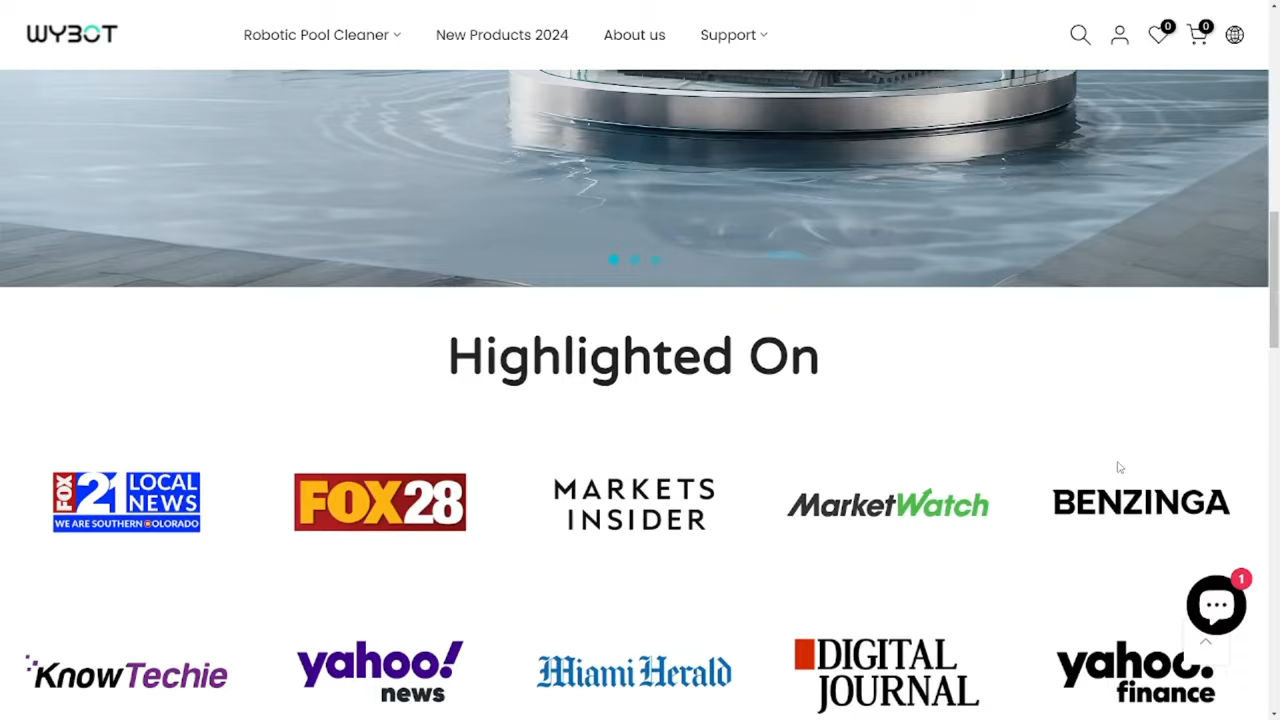 WYBOT
Robotic Pool Cleaner
New Products 2024
About us
Support
0
0
Highlighted On
FOX 21 LOCAL NEWS
WE ARE SOUTHERN COLORADO
FOX28
MARKETS
INSIDER
MarketWatch
BENZINGA
1
KnowTechie
yahoo!
news
Miami Herald
DIGITAL
JOURNAL
yahoo!
finance